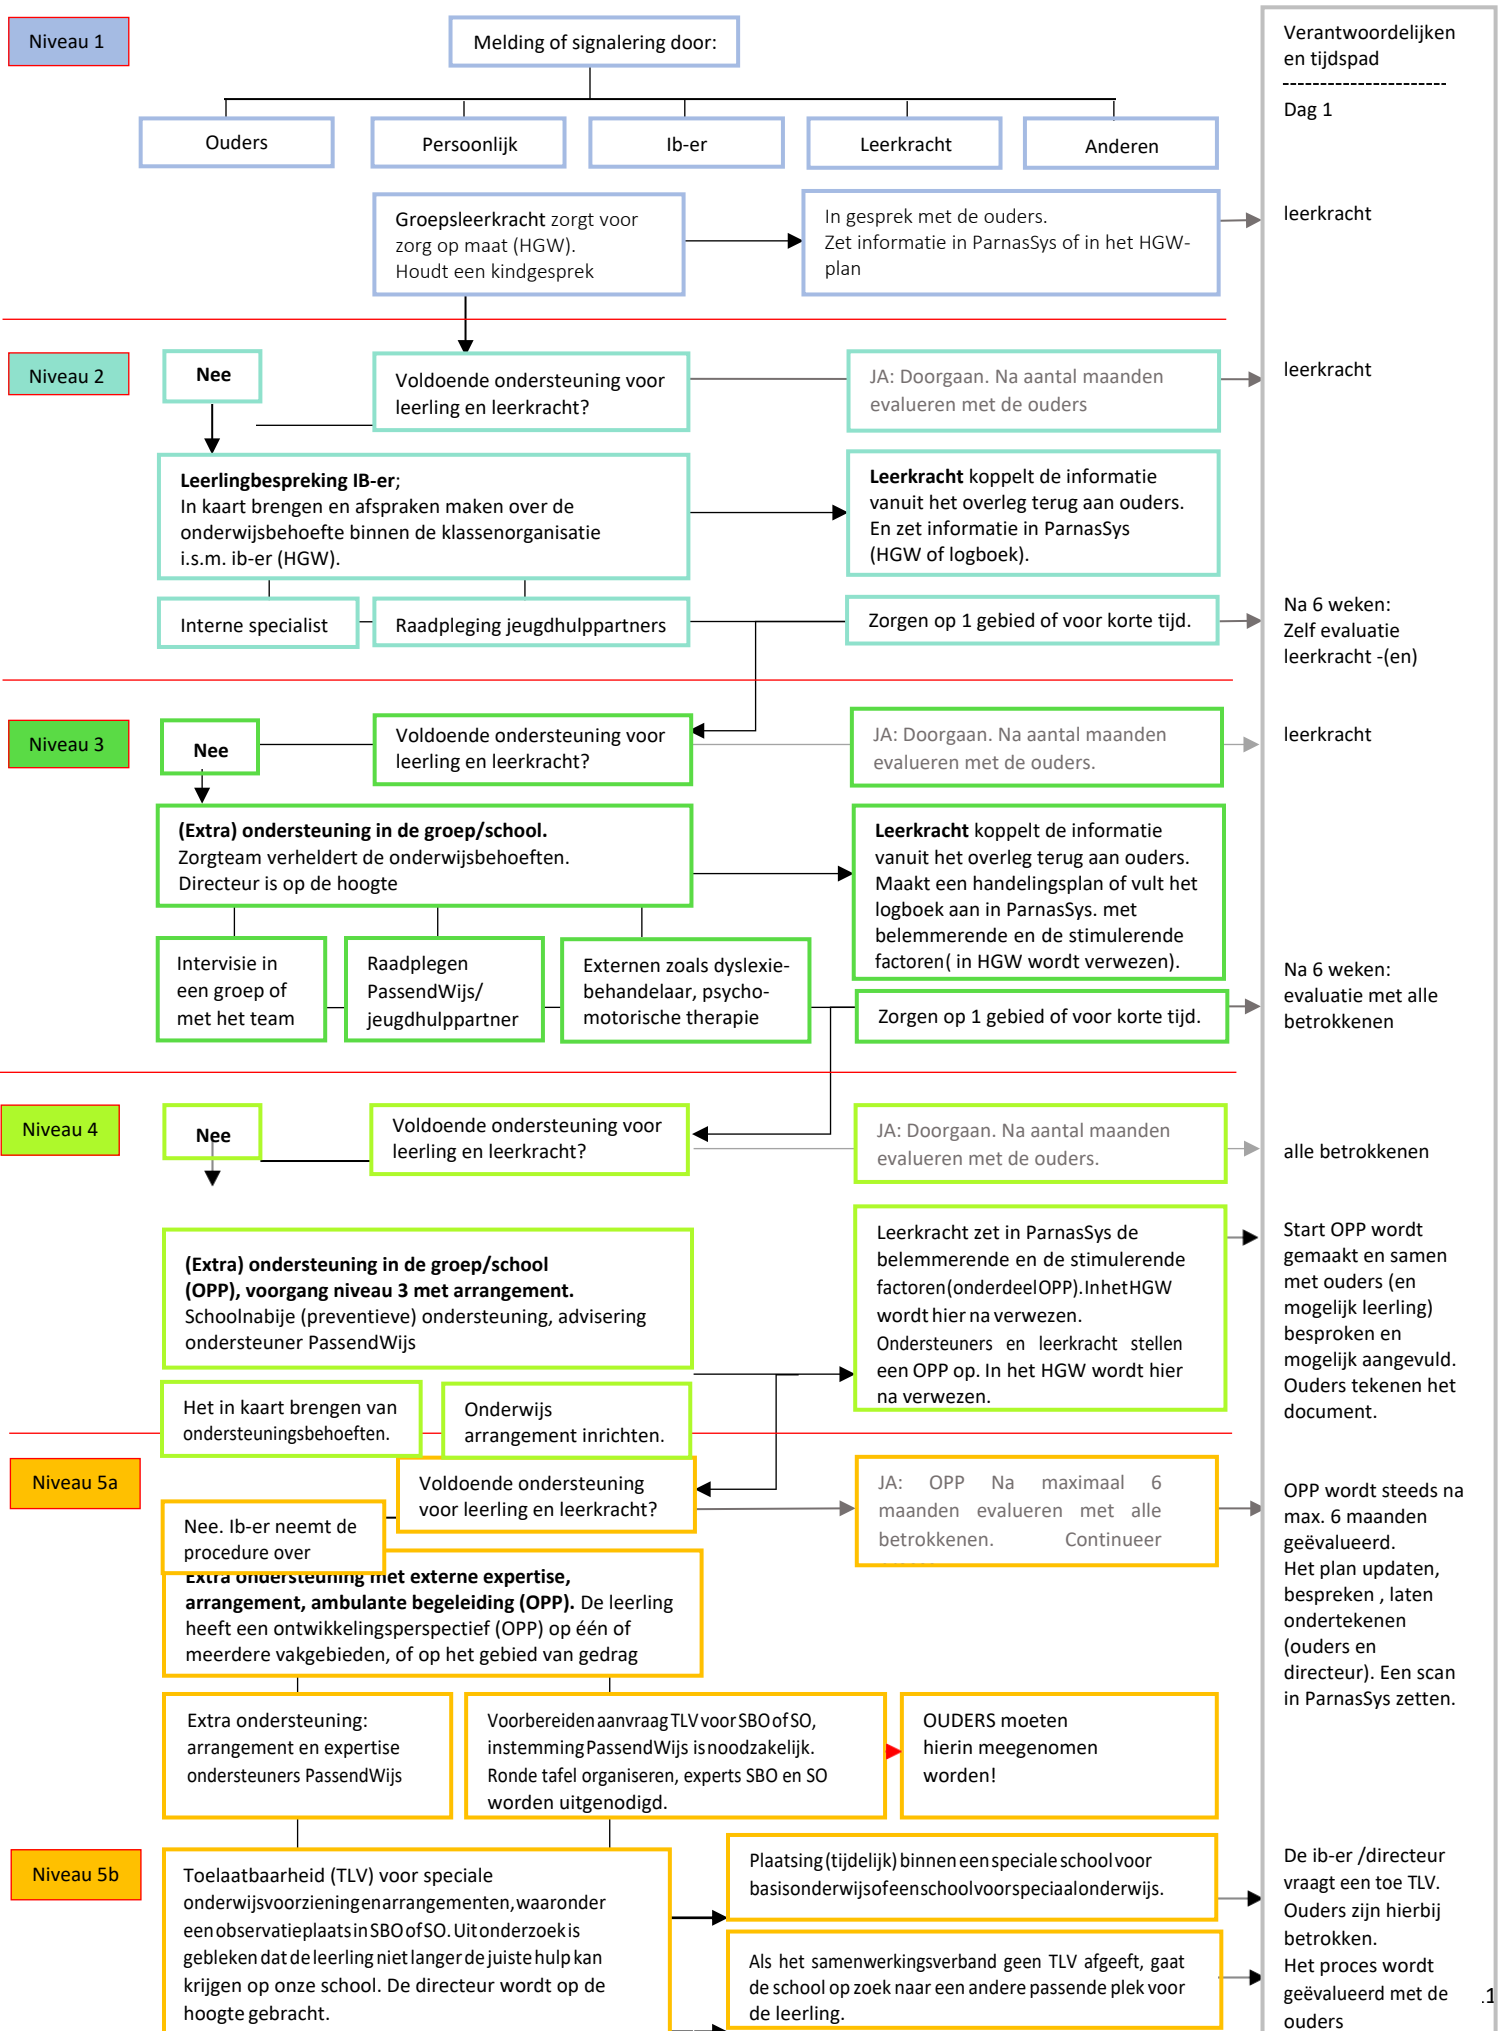 Niveau 1
Melding of signalering door:
Ouders
Persoonlijk
Ib-er
Leerkracht
Anderen
Groepsleerkracht zorgt voor
zorg op maat (HGW).
Houdt een kindgesprek
In gesprek met de ouders.
Zet informatie in ParnasSys of in het HGW-
plan
Verantwoordelijken
en tijdspad
-----------------------
Dag 1
leerkracht
Niveau 2
Nee
Voldoende ondersteuning voor
leerling en leerkracht?
JA: Doorgaan. Na aantal maanden
evalueren met de ouders
leerkracht
Leerlingbespreking IB-er;
In kaart brengen en afspraken maken over de
onderwijsbehoefte binnen de klassenorganisatie
i.s.m. ib-er (HGW).
Leerkracht koppelt de informatie
vanuit het overleg terug aan ouders.
En zet informatie in ParnasSys
(HGW of logboek).
Interne specialist
Raadpleging jeugdhulppartners
Zorgen op 1 gebied of voor korte tijd.
Na 6 weken:
Zelf evaluatie
leerkracht -(en)
Niveau 3
Nee
Voldoende ondersteuning voor
leerling en leerkracht?
JA: Doorgaan. Na aantal maanden
evalueren met de ouders.
leerkracht
(Extra) ondersteuning in de groep/school.
Zorgteam verheldert de onderwijsbehoeften.
Directeur is op de hoogte
Leerkracht koppelt de informatie
vanuit het overleg terug aan ouders.
Maakt een handelingsplan of vult het
logboek aan in ParnasSys. met
belemmerende en de stimulerende
factoren( in HGW wordt verwezen).
Intervisie in
een groep of
met het team
Raadplegen
PassendWijs/
jeugdhulppartner
Externen zoals dyslexie-
behandelaar, psycho-
motorische therapie
Zorgen op 1 gebied of voor korte tijd.
Na 6 weken:
evaluatie met alle
betrokkenen
Niveau 4
Nee
Voldoende ondersteuning voor
leerling en leerkracht?
JA: Doorgaan. Na aantal maanden
evalueren met de ouders.
alle betrokkenen
(Extra) ondersteuning in de groep/school
(OPP), voorgang niveau 3 met arrangement.
Schoolnabije (preventieve) ondersteuning, advisering
ondersteuner PassendWijs
Leerkracht zet in ParnasSys de
belemmerende en de stimulerende
factoren(onderdeel OPP). In het HGW
wordt hier na verwezen.
Ondersteuners en leerkracht stellen
een OPP op. In het HGW wordt hier
na verwezen.
Start OPP wordt
gemaakt en samen
met ouders (en
mogelijk leerling)
besproken en
mogelijk aangevuld.
Ouders tekenen het
document.
Het in kaart brengen van
ondersteuningsbehoeften.
Onderwijs
arrangement inrichten.
Niveau 5a
Voldoende ondersteuning
voor leerling en leerkracht?
JA: OPP Na maximaal 6
maanden evalueren met alle
betrokkenen. Continueer
OPP wordt steeds na
max. 6 maanden
geëvalueerd.
Het plan updaten,
bespreken , laten
ondertekenen
(ouders en
directeur). Een scan
in ParnasSys zetten.
Nee. Ib-er neemt de
procedure over
Extra ondersteuning met externe expertise,
arrangement, ambulante begeleiding (OPP). De leerling
heeft een ontwikkelingsperspectief (OPP) op één of
meerdere vakgebieden, of op het gebied van gedrag
Extra ondersteuning:
arrangement en expertise
ondersteuners PassendWijs
Voorbereiden aanvraag TLV voor SBO of SO,
instemming PassendWijs is noodzakelijk.
Ronde tafel organiseren, experts SBO en SO
worden uitgenodigd.
OUDERS moeten
hierin meegenomen
worden!
Niveau 5b
Toelaatbaarheid (TLV) voor speciale
onderwijsvoorziening en arrangementen, waaronder
een observatieplaats in SBO of SO. Uit onderzoek is
gebleken dat de leerling niet langer de juiste hulp kan
krijgen op onze school. De directeur wordt op de
hoogte gebracht.
Plaatsing (tijdelijk) binnen een speciale school voor
basisonderwijs of een school voor speciaal onderwijs.
Als het samenwerkingsverband geen TLV afgeeft, gaat
de school op zoek naar een andere passende plek voor
de leerling.
De ib-er /directeur
vraagt een toe TLV.
Ouders zijn hierbij
betrokken.
Het proces wordt
geëvalueerd met de
ouders
.1